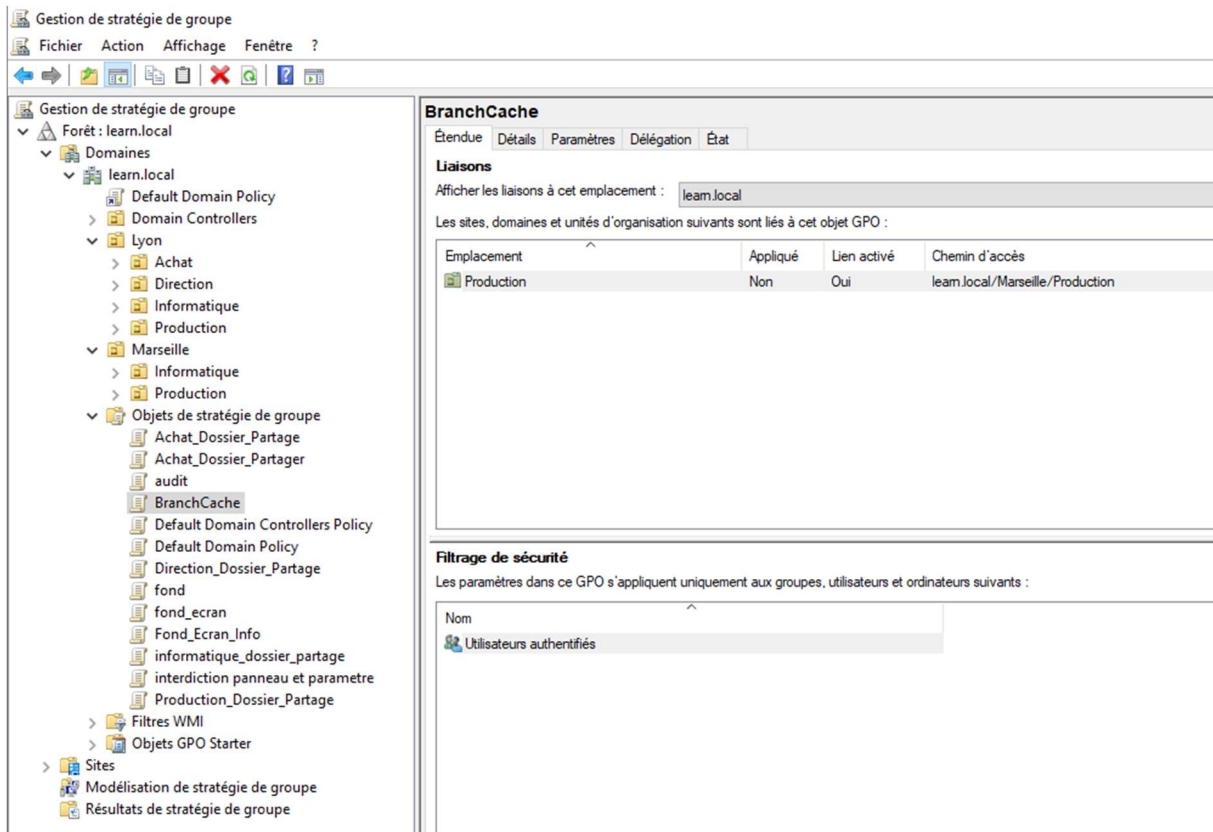 Gestion de stratégie de groupe
Fichier Action Affichage Fenêtre ?
Gestion de stratégie de groupe
Forêt : learn.local
Domaines
learn.local
Default Domain Policy
Domain Controllers
Lyon
Achat
Direction
Informatique
Production
Marseille
Informatique
Production
Objets de stratégie de groupe
Achat_Dossier_Partage
Achat_Dossier_Partager
audit
BranchCache
Default Domain Controllers Policy
Default Domain Policy
Direction_Dossier_Partage
fond
fond_ecran
Fond_Ecran_Info
informatique_dossier_partage
interdiction panneau et parametre
Production_Dossier_Partage
Filtres WMI
Objets GPO Starter
Sites
Modélisation de stratégie de groupe
Résultats de stratégie de groupe
BranchCache
Étendue Détails Paramètres Délégation État
Liaisons
Afficher les liaisons à cet emplacement : learn.local
Les sites, domaines et unités d'organisation suivants sont liés à cet objet GPO :
Emplacement Appliqué Lien activé Chemin d'accès
Production Non Oui learn.local/Marseille/Production
Filtrage de sécurité
Les paramètres dans ce GPO s'appliquent uniquement aux groupes, utilisateurs et ordinateurs suivants :
Nom
Utilisateurs authentifiés